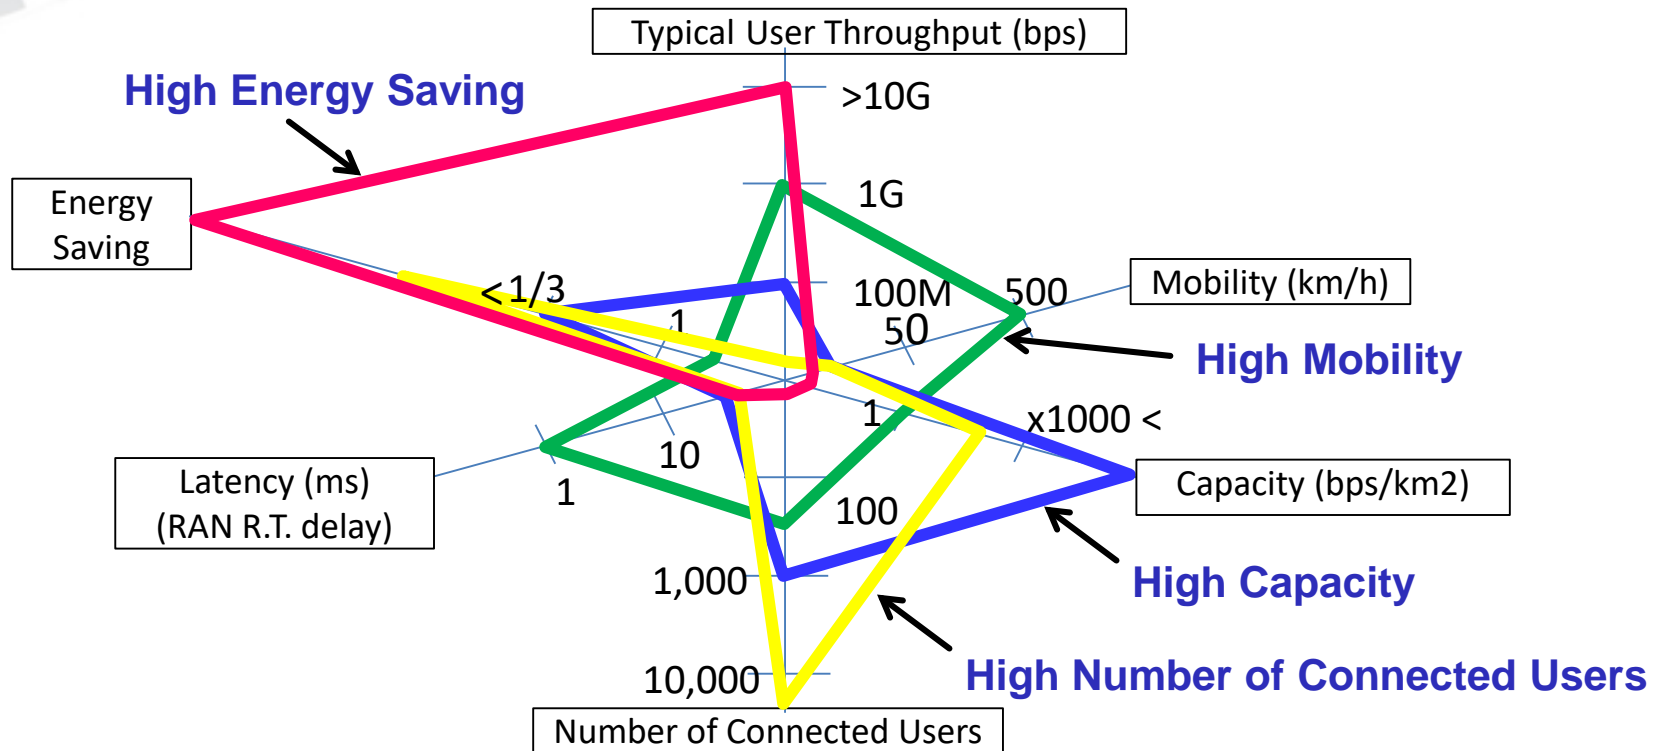 Typical User Throughput (bps)
High Energy Saving
>10G
Energy
Saving
1G
Mobility (km/h)
<1/3
100M
500
50
1
High Mobility
1
x1000 <
10
Latency (ms)
(RAN R.T. delay)
1
100
Capacity (bps/km2)
1,000
High Capacity
10,000
High Number of Connected Users
Number of Connected Users